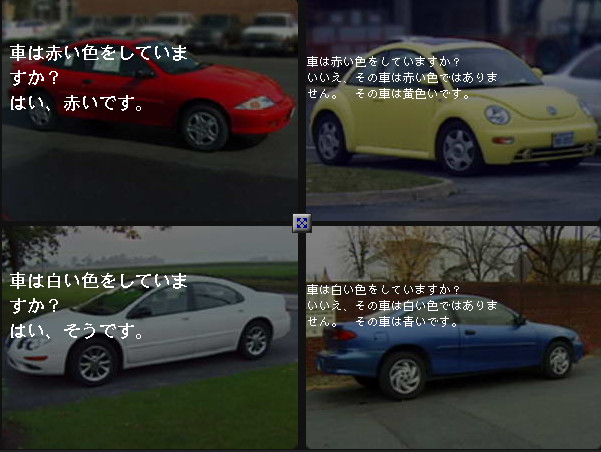 車は赤い色をしていま
すか？
はい、赤いです。
車は赤い色をしていますか？
いいえ、その車は赤い色ではありま
せん。　その車は黄色いです。
車は白い色をしていま
すか？
はい、そうです。
車は白い色をしていますか？
いいえ、その車は白い色ではありま
せん。　その車は青いです。